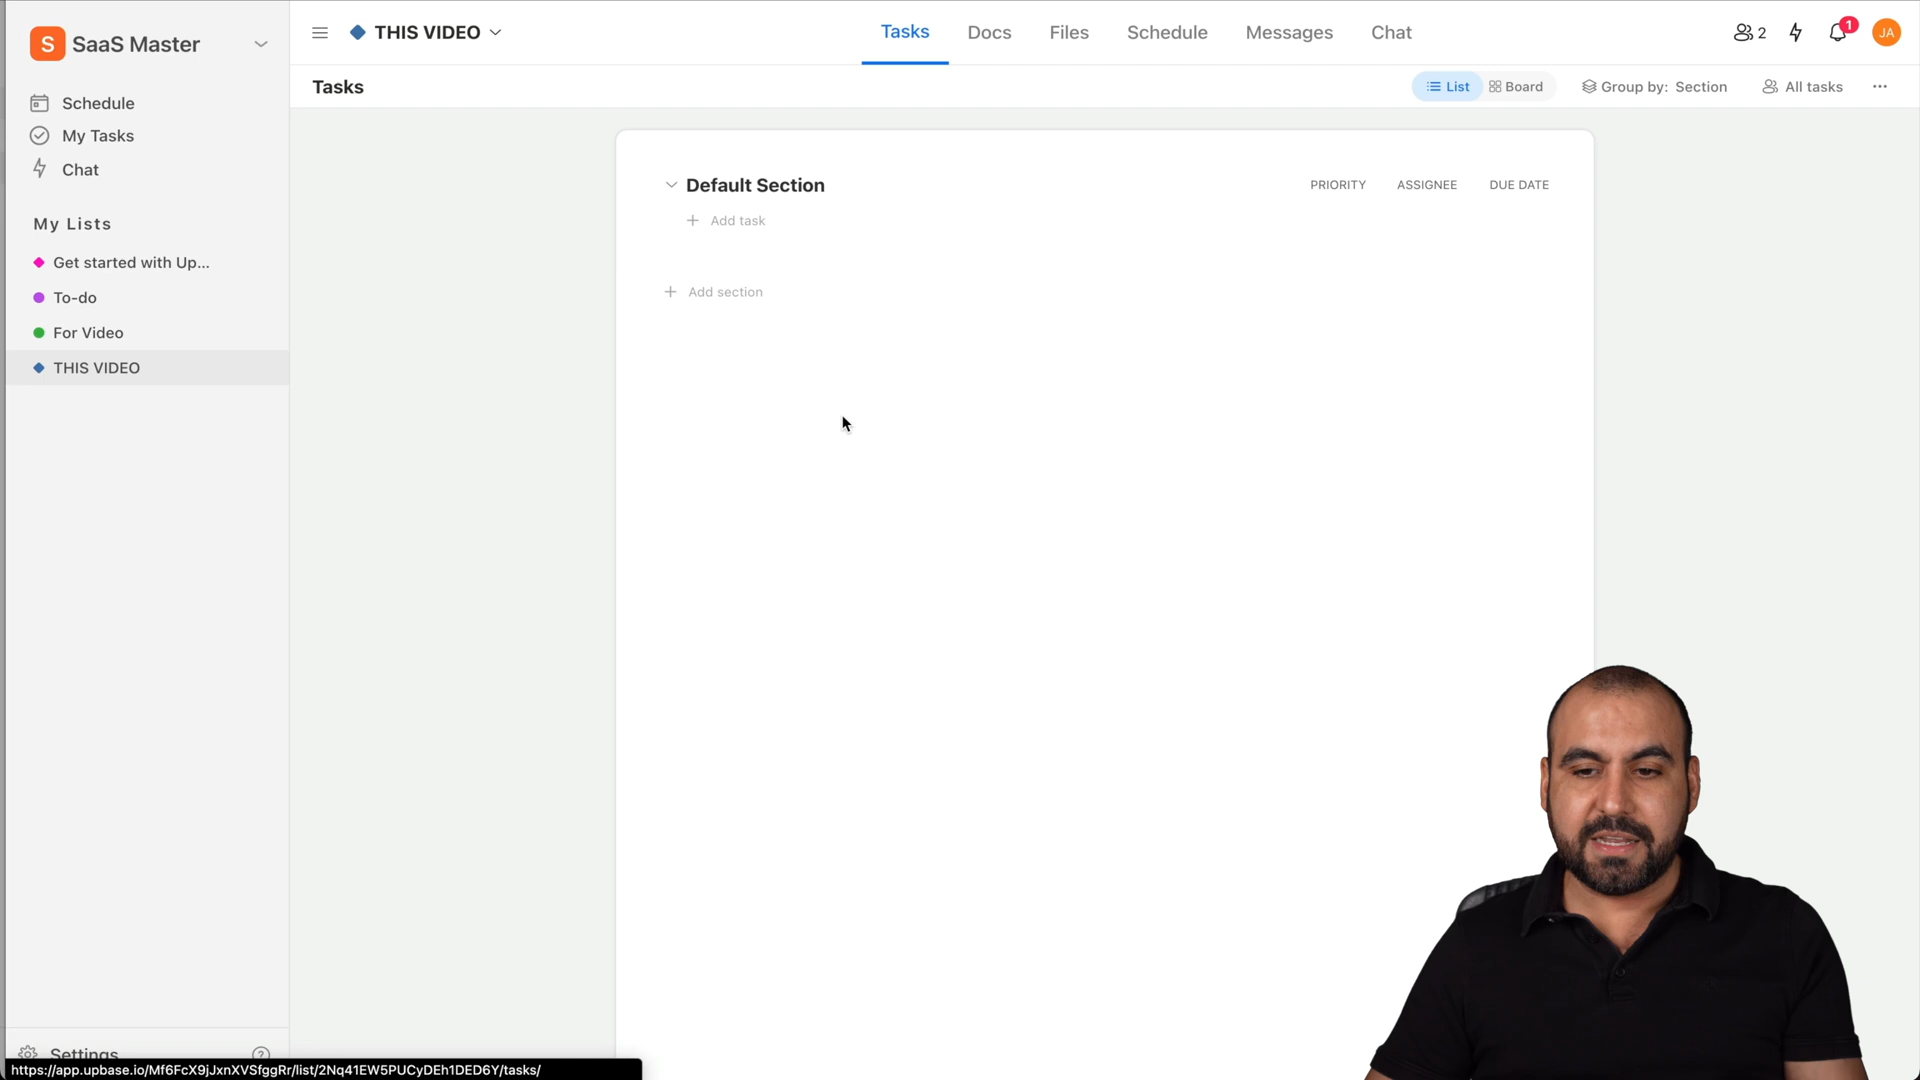 S SaaS Master
Schedule
My Tasks
Chat
My Lists
Get started with Up...
To-do
For Video
THIS VIDEO
Settings
https://app.upbase.io/Mf6FcX9jJxnXVSfggRr/list/2Nq41EW5PUCyDEh1DED6Y/tasks/
THIS VIDEO
Tasks Docs Files Schedule Messages Chat
2 1 JA
Tasks
List Board Group by: Section All tasks
Default Section PRIORITY ASSIGNEE DUE DATE
Add task
Add section